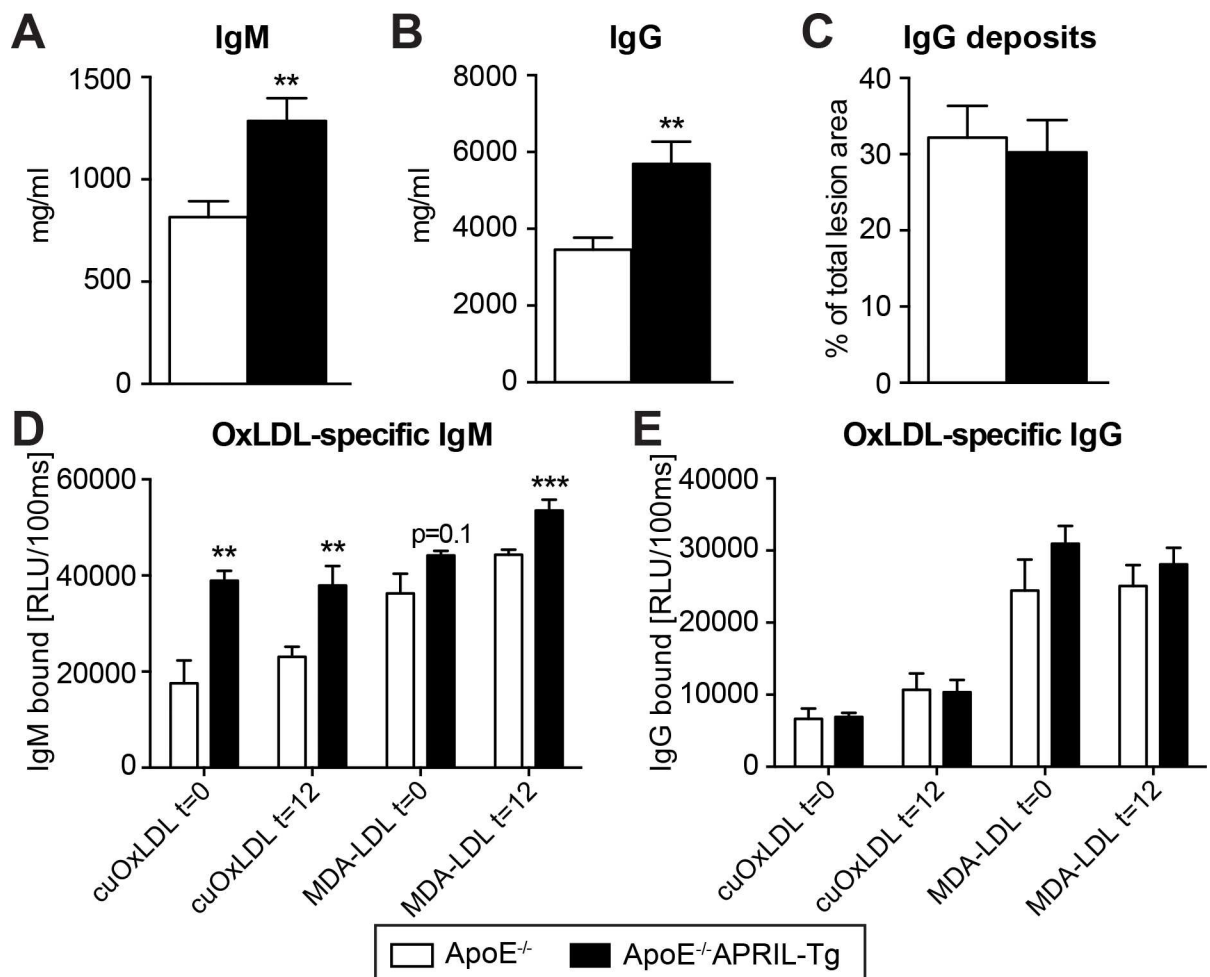 A
IgM
**
1500
1000
500
0
mg/ml
B
IgG
**
8000
6000
4000
2000
0
mg/ml
C
IgG deposits
40
30
20
10
0
% of total lesion area
D
OxLDL-specific IgM
60000
40000
20000
0
IgM bound [RLU/100ms]
**
**
p=0.1
***
cuOxLDL t=0
cuOxLDL t=12
MDA-LDL t=0
MDA-LDL t=12
E
OxLDL-specific IgG
40000
30000
20000
10000
0
IgG bound [RLU/100ms]
cuOxLDL t=0
cuOxLDL t=12
MDA-LDL t=0
MDA-LDL t=12
ApoE-/- ApoE-/-APRIL-Tg